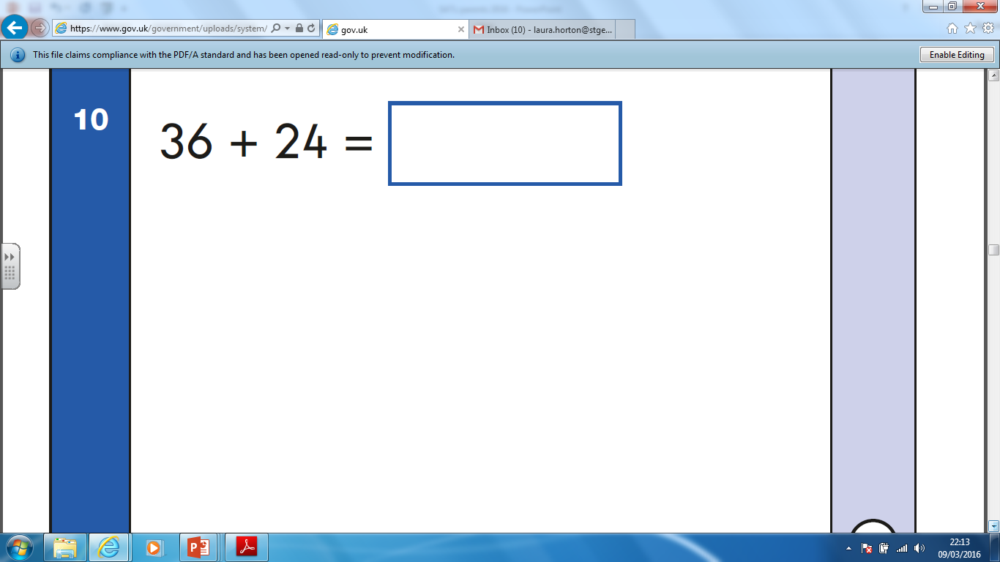 https://www.gov.uk/government/uploads/system/
gov.uk
Inbox (10) - laura.horton@stge...
This file claims compliance with the PDF/A standard and has been opened read-only to prevent modification.
Enable Editing
10
36 + 24 =
22:13
09/03/2016